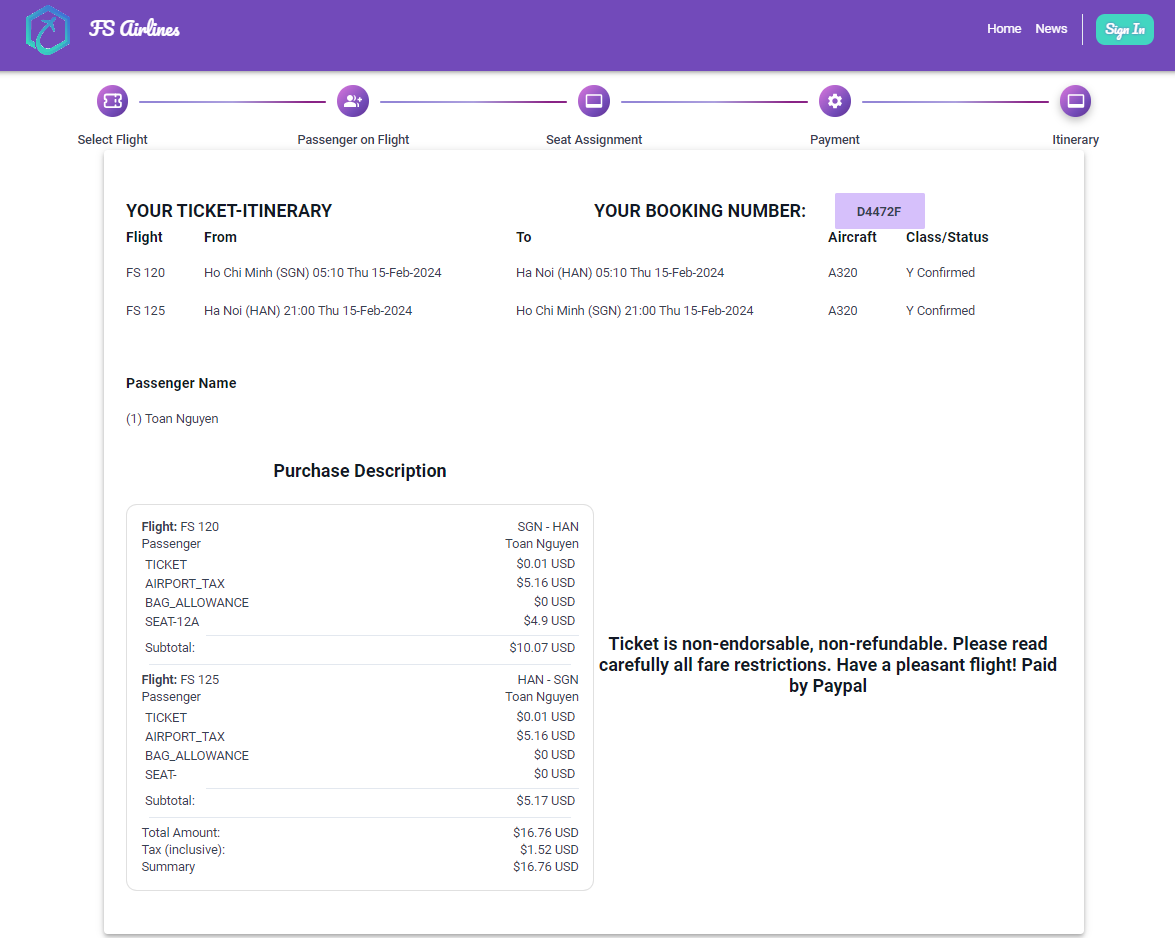 FS Airlines
Home News Sign In
Select Flight Passenger on Flight Seat Assignment Payment Itinerary
YOUR TICKET-ITINERARY YOUR BOOKING NUMBER: D4472F
Flight From To Aircraft Class/Status
FS 120 Ho Chi Minh (SGN) 05:10 Thu 15-Feb-2024 Ha Noi (HAN) 05:10 Thu 15-Feb-2024 A320 Y Confirmed
FS 125 Ha Noi (HAN) 21:00 Thu 15-Feb-2024 Ho Chi Minh (SGN) 21:00 Thu 15-Feb-2024 A320 Y Confirmed
Passenger Name
(1) Toan Nguyen
Purchase Description
Flight: FS 120 SGN - HAN
Passenger Toan Nguyen
TICKET $0.01 USD
AIRPORT_TAX $5.16 USD
BAG_ALLOWANCE $0 USD
SEAT-12A $4.9 USD
Subtotal: $10.07 USD
Flight: FS 125 HAN - SGN
Passenger Toan Nguyen
TICKET $0.01 USD
AIRPORT_TAX $5.16 USD
BAG_ALLOWANCE $0 USD
SEAT- $0 USD
Subtotal: $5.17 USD
Total Amount: $16.76 USD
Tax (inclusive): $1.52 USD
Summary $16.76 USD
Ticket is non-endorsable, non-refundable. Please read
carefully all fare restrictions. Have a pleasant flight! Paid
by Paypal